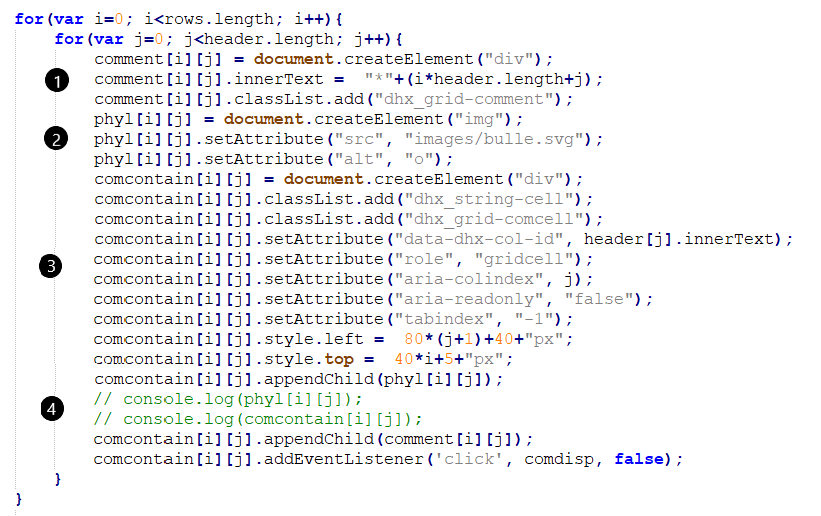 for(var i=0; i<rows.length; i++){
for(var j=0; j<header.length; j++){
comment[i][j] = document.createElement("div");
1 comment[i][j].innerText =  "*"+(i*header.length+j);
comment[i][j].classList.add("dhx_grid-comment");
phyl[i][j] = document.createElement("img");
2 phyl[i][j].setAttribute("src", "images/bulle.svg");
phyl[i][j].setAttribute("alt", "o");
comcontain[i][j] = document.createElement("div");
comcontain[i][j].classList.add("dhx_string-cell");
comcontain[i][j].classList.add("dhx_grid-comcell");
comcontain[i][j].setAttribute("data-dhx-col-id", header[j].innerText);
3 comcontain[i][j].setAttribute("role", "gridcell");
comcontain[i][j].setAttribute("aria-colindex", j);
comcontain[i][j].setAttribute("aria-readonly", "false");
comcontain[i][j].setAttribute("tabindex", "-1");
comcontain[i][j].style.left =  80*(j+1)+40+"px";
comcontain[i][j].style.top =  40*i+5+"px";
comcontain[i][j].appendChild(phyl[i][j]);
4 // console.log(phyl[i][j]);
// console.log(comcontain[i][j]);
comcontain[i][j].appendChild(comment[i][j]);
comcontain[i][j].addEventListener('click', comdisp, false);
}
}